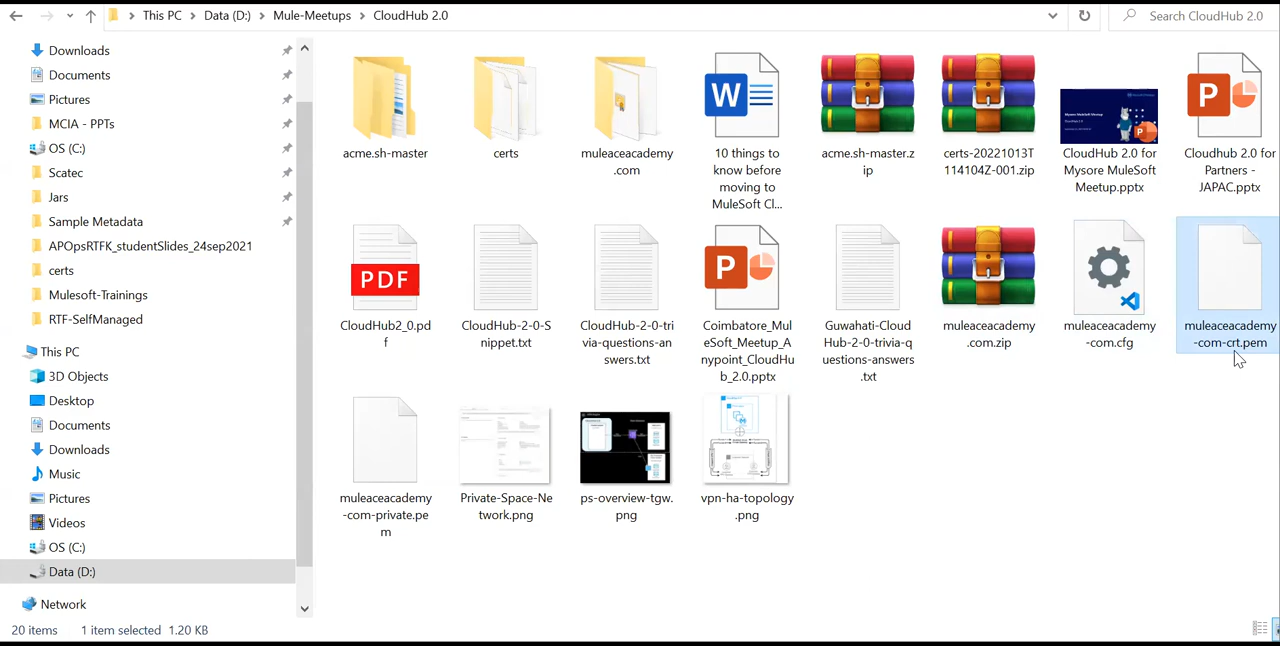 This PC > Data (D:) > Mule-Meetups > CloudHub 2.0
Search CloudHub 2.0
Downloads
Documents
Pictures
MCIA - PPTs
OS (C:)
Scatec
Jars
Sample Metadata
APOpsRTFK_studentSlides_24sep2021
certs
Mulesoft-Trainings
RTF-SelfManaged
This PC
3D Objects
Desktop
Documents
Downloads
Music
Pictures
Videos
OS (C:)
Data (D:)
Network
acme.sh-master
certs
muleaceacademy
.com
W
10 things to
know before
moving to
MuleSoft Cl...
acme.sh-master.z
ip
certs-20221013T
114104Z-001.zip
P
CloudHub 2.0 for
Mysore MuleSoft
Meetup.pptx
P
Cloudhub 2.0 for
Partners -
JAPAC.pptx
PDF
CloudHub2_0.pd
f
CloudHub-2-0-S
nippet.txt
CloudHub-2-0-tri
via-questions-an
swers.txt
P
Coimbatore_Mul
eSoft_Meetup_A
nypoint_CloudHu
b_2.0.pptx
Guwahati-Cloud
Hub-2-0-trivia-q
uestions-answers
.txt
muleaceacademy
.com.zip
muleaceacademy
-com.cfg
muleaceacademy
-com-crt.pem
muleaceacademy
-com-private.pe
m
Private-Space-Ne
twork.png
ps-overview-tgw.
png
vpn-ha-topology
.png
20 items 1 item selected 1.20 KB